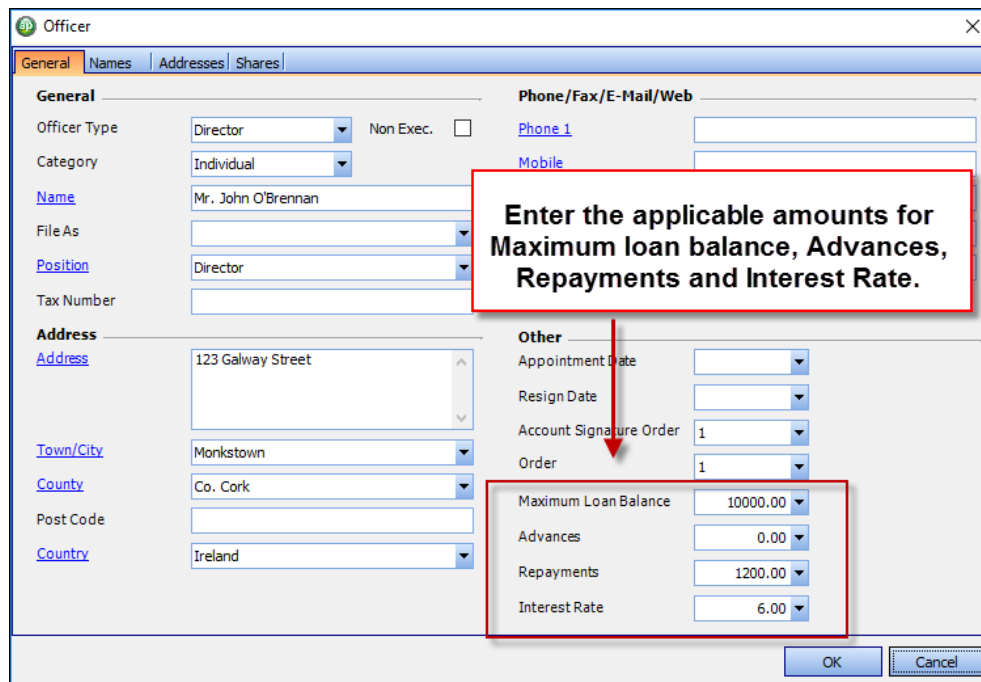 Officer
General Names Addresses Shares
General
Officer Type Director Non Exec.
Category Individual
Name Mr. John O'Brennan
File As
Position Director
Tax Number
Address
Address 123 Galway Street
Town/City Monkstown
County Co. Cork
Post Code
Country Ireland
Phone/Fax/E-Mail/Web
Phone 1
Mobile
Enter the applicable amounts for
Maximum loan balance, Advances,
Repayments and Interest Rate.
Other
Appointment Date
Resign Date
Account Signature Order 1
Order 1
Maximum Loan Balance 10000.00
Advances 0.00
Repayments 1200.00
Interest Rate 6.00
OK Cancel